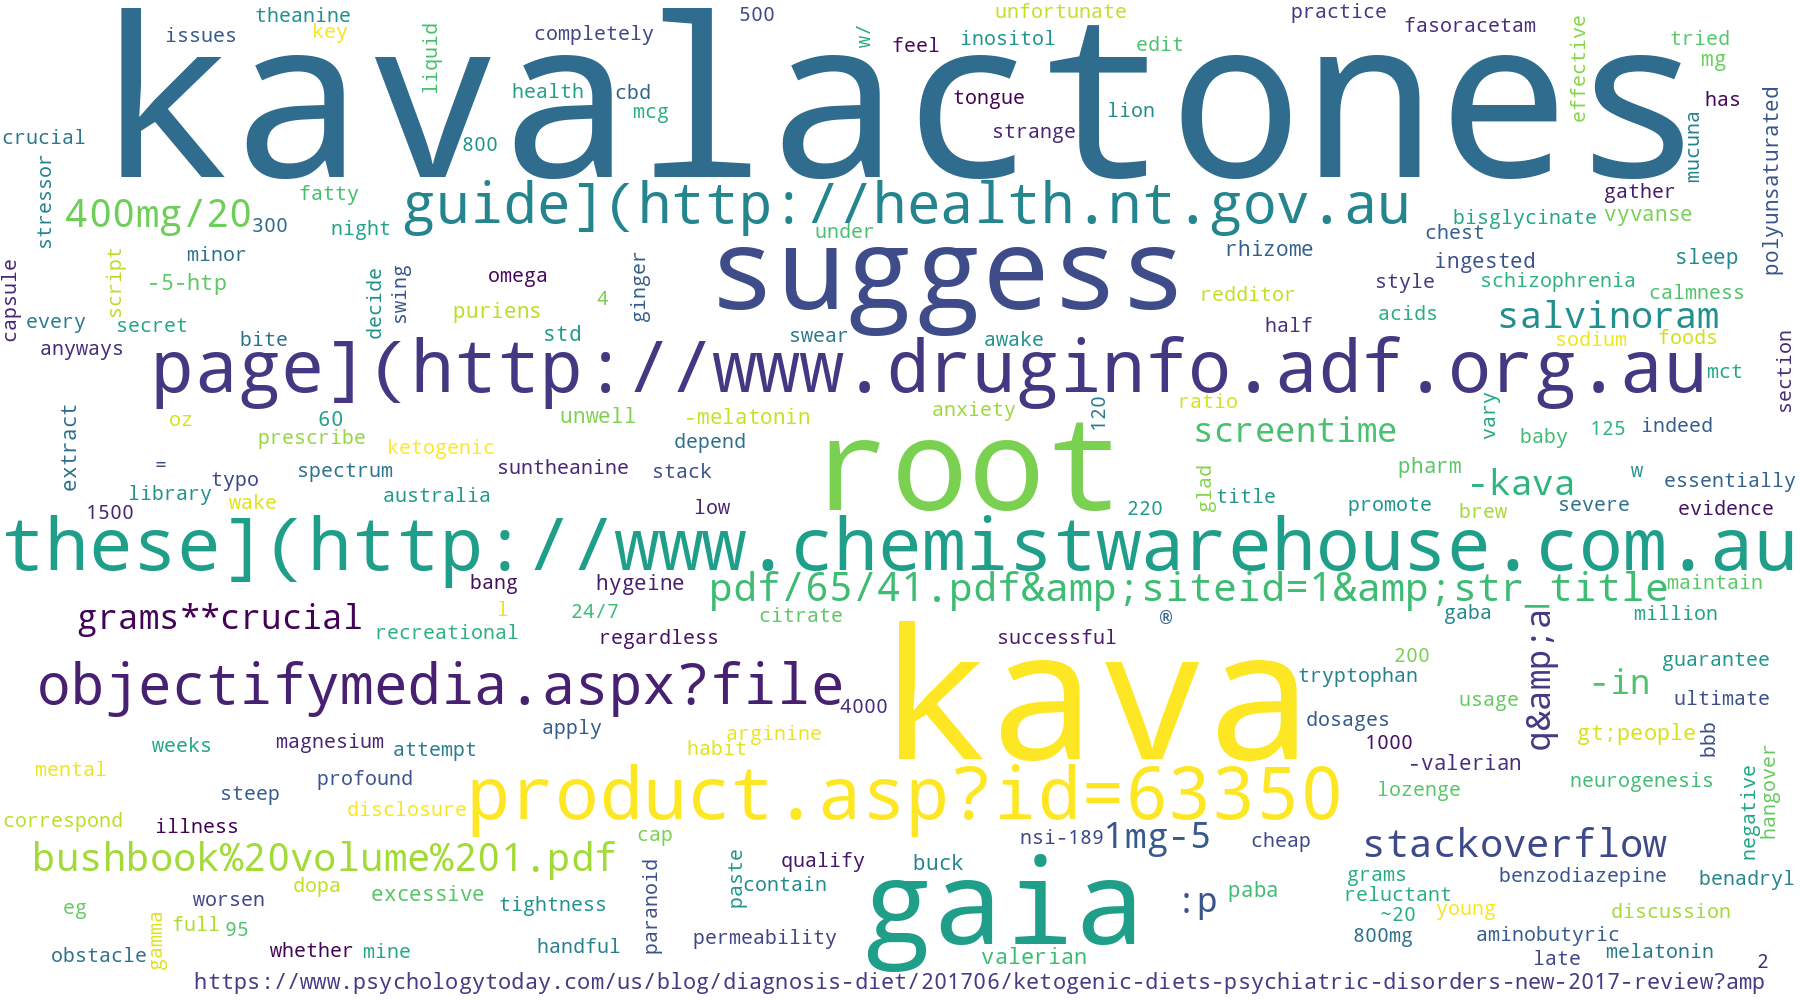 theanine
500
unfortunate
practice
issues
key
completely
fasoracetam
liquid
w/
feel
inositol
edit
effective
tried
mg
kavalactones
health
cbd
mcg
tongue
lion
has
strange
crucial
800
mucuna
polyunsaturated
stressor
fatty
400mg/20
300
night
guide](http://health.nt.gov.au
under
gather
bisglycinate
vyvanse
chest
minor
suggess
rhizome
ingested
sleep
capsule
script
-5-htp
decide
swing
omega
4
ginger
puriens
redditor
style
schizophrenia
calmness
every
secret
std
half
acids
salvinoram
bite
swear
awake
sodium
foods
anyways
page](http://www.druginfo.adf.org.au
mct
section
extract
oz
60
unwell
-melatonin
anxiety
120
ratio
vary
prescribe
ketogenic
depend
root
screentime
baby
125
indeed
=
typo
spectrum
suntheanine
stack
pharm
-kava
w
essentially
library
wake
australia
glad
title
1500
low
220
promote
brew
severe
evidence
these](http://www.chemistwarehouse.com.au
bang
hygeine
pdf/65/41.pdf&amp;siteid=1&amp;str_title
maintain
grams**crucial
l
24/7
citrate
®
gaba
million
recreational
regardless
successful
q&amp;a
kava
200
guarantee
objectifymedia.aspx?file
tryptophan
-in
4000
usage
ultimate
apply
dosages
weeks
magnesium
attempt
habit
arginine
1000
gt;people
bbb
mental
profound
-valerian
steep
product.asp?id=63350
lozenge
neurogenesis
negative
hangover
disclosure
correspond
illness
cap
nsi-189
1mg-5
cheap
stackoverflow
bushbook%20volume%201.pdf
qualify
buck
gaia
paranoid
paste
contain
dopa
excessive
:p
paba
grams
reluctant
benzodiazepine
benadryl
worsen
eg
full
95
tightness
~20
young
discussion
gamma
obstacle
whether
mine
handful
permeability
valerian
800mg
aminobutyric
late
melatonin
2
https://www.psychologytoday.com/us/blog/diagnosis-diet/201706/ketogenic-diets-psychiatric-disorders-new-2017-review?amp